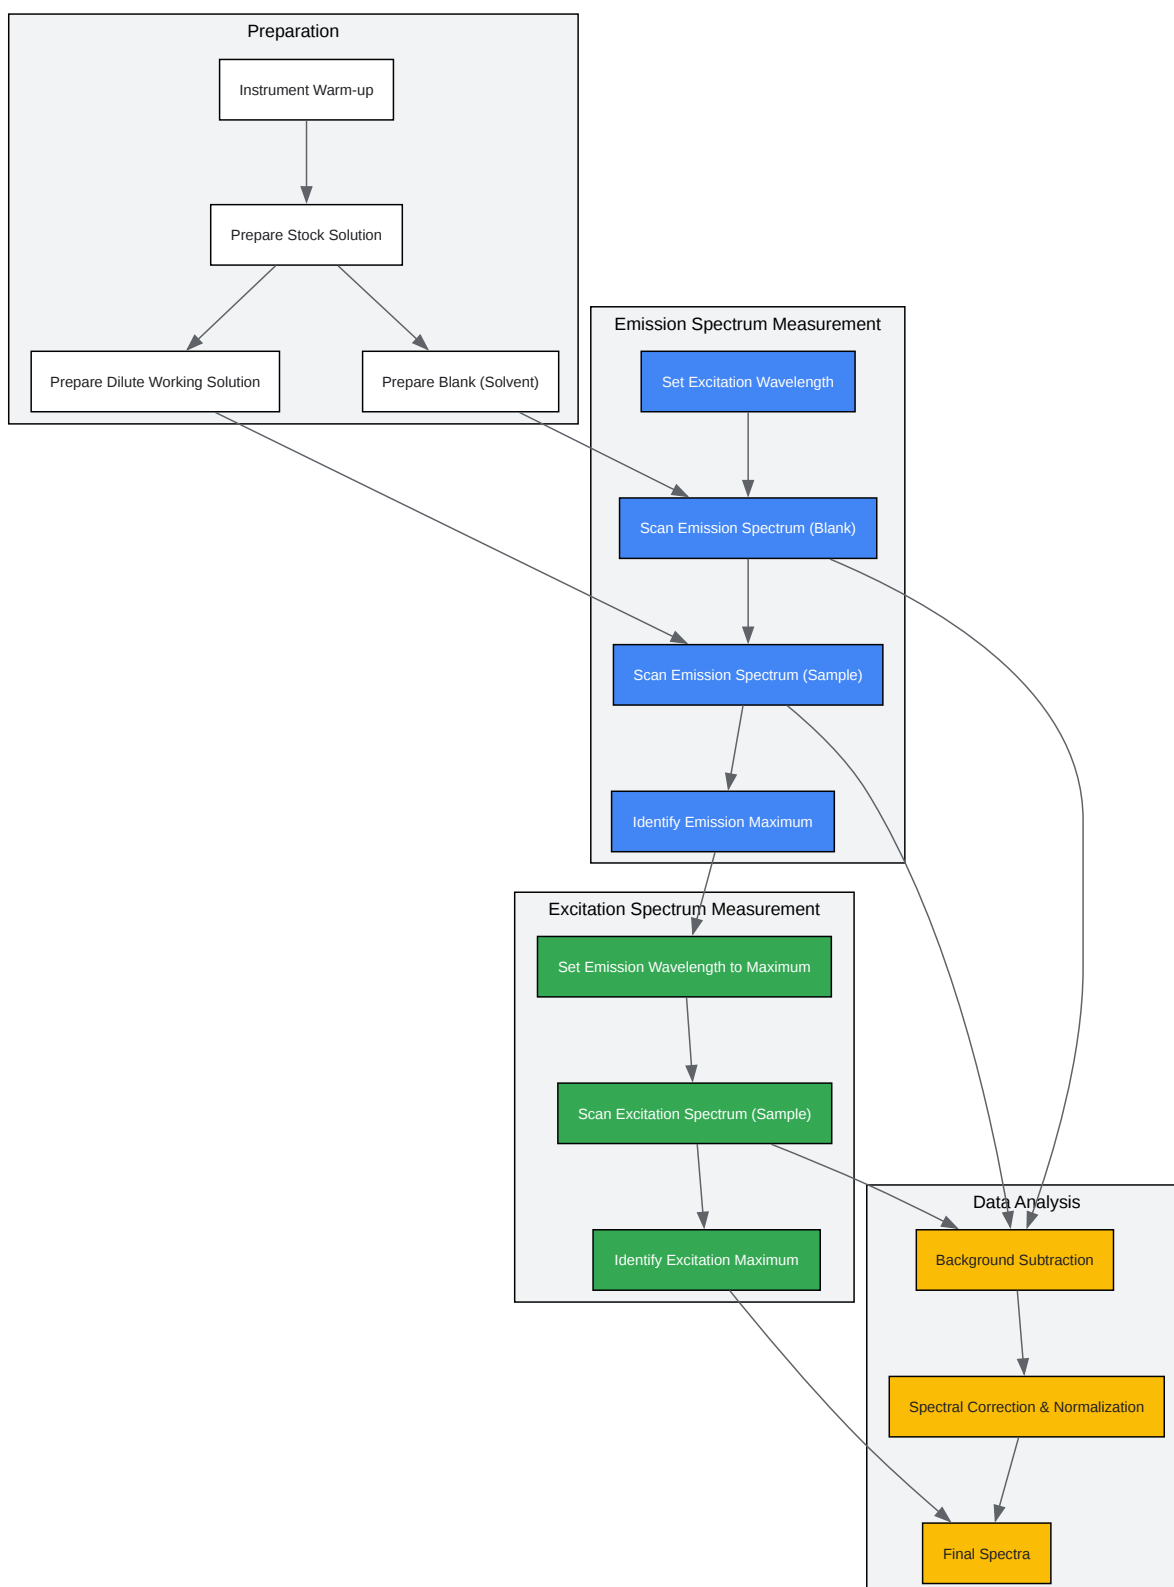 Preparation
Instrument Warm-up
Prepare Stock Solution
Prepare Dilute Working Solution
Prepare Blank (Solvent)
Emission Spectrum Measurement
Set Excitation Wavelength
Scan Emission Spectrum (Blank)
Scan Emission Spectrum (Sample)
Identify Emission Maximum
Excitation Spectrum Measurement
Set Emission Wavelength to Maximum
Scan Excitation Spectrum (Sample)
Identify Excitation Maximum
Data Analysis
Background Subtraction
Spectral Correction & Normalization
Final Spectra